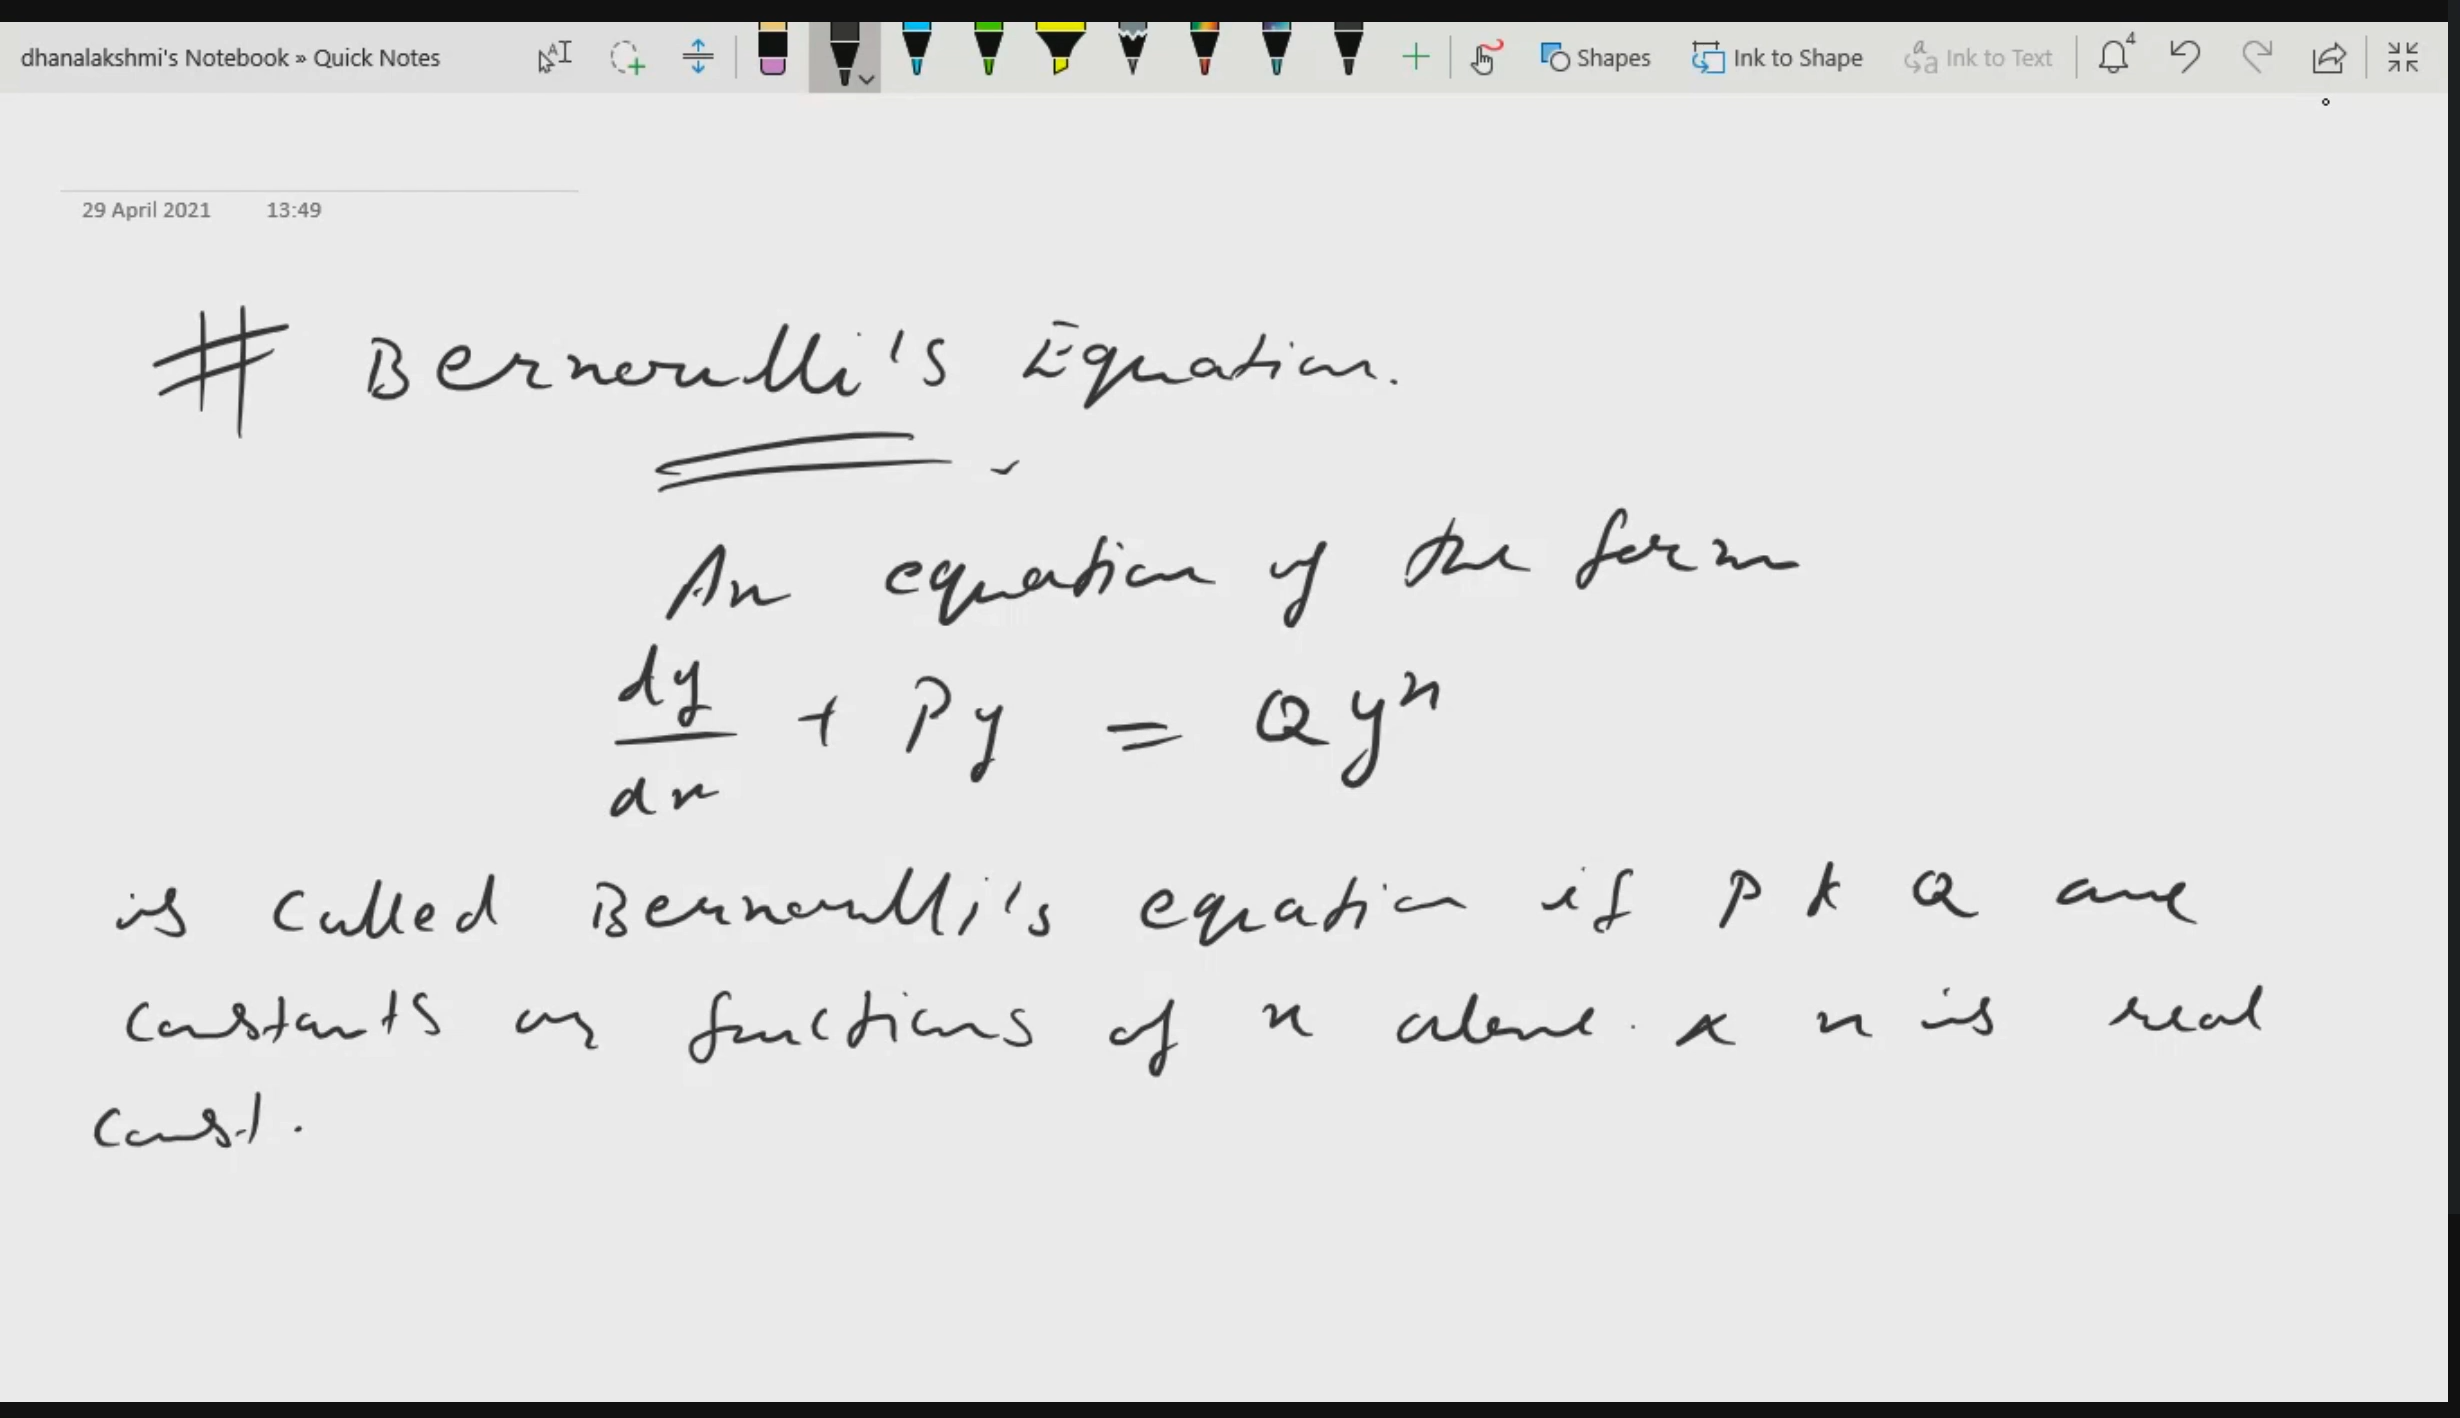 dhanalakshmi's Notebook » Quick Notes
Shapes
Ink to Shape
Ink to Text
4
29 April 2021 13:49
# Bernoulli's Equation.
An equation of the form
dy/dx + Py = Qy^n
is called Bernoulli's equation if P & Q are
constants or functions of x alone & n is real
const.